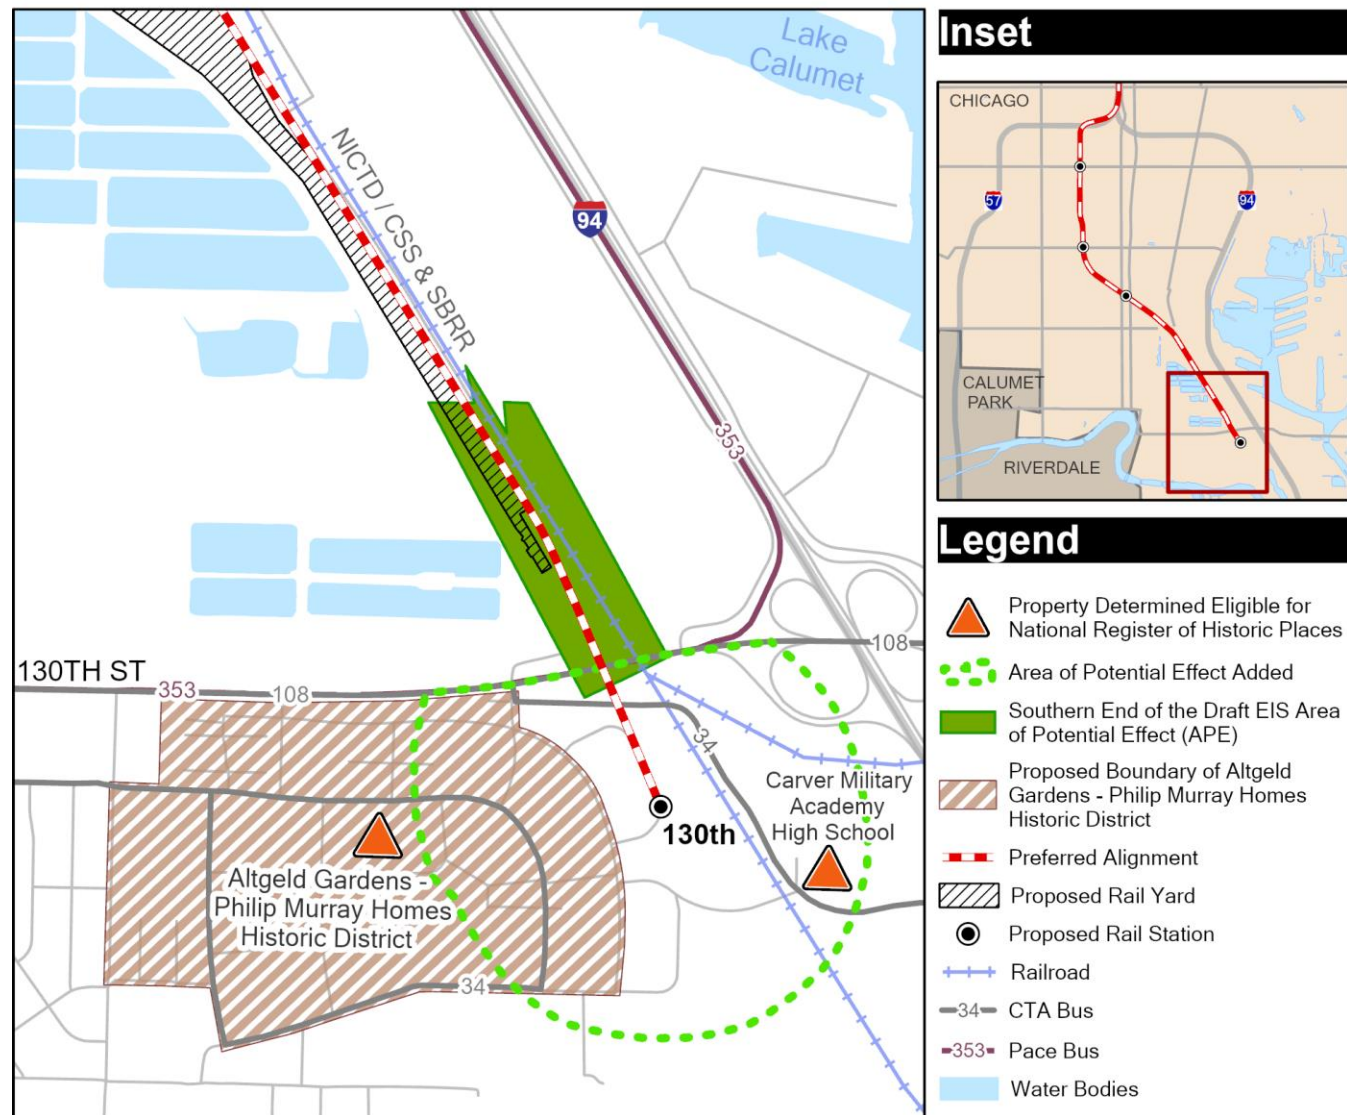 Lake
Calumet
NICTD / CSS & SBRR
94
353
108
130TH ST
353
108
34
Carver Military
Academy
High School
130th
Altgeld Gardens -
Philip Murray Homes
Historic District
34
Inset
CHICAGO
57
94
CALUMET
PARK
RIVERDALE
Legend
Property Determined Eligible for
National Register of Historic Places
Area of Potential Effect Added
Southern End of the Draft EIS Area
of Potential Effect (APE)
Proposed Boundary of Altgeld
Gardens - Philip Murray Homes
Historic District
Preferred Alignment
Proposed Rail Yard
Proposed Rail Station
Railroad
34 CTA Bus
353 Pace Bus
Water Bodies